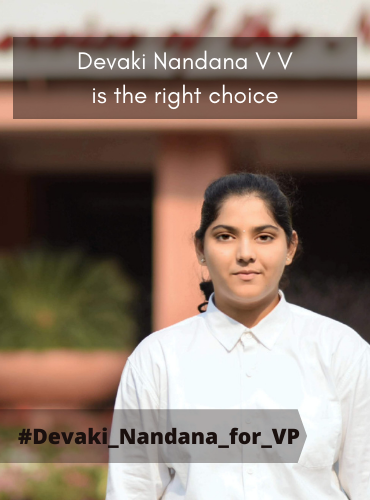 Devaki Nandana V V
is the right choice
#Devaki_Nandana_for_VP